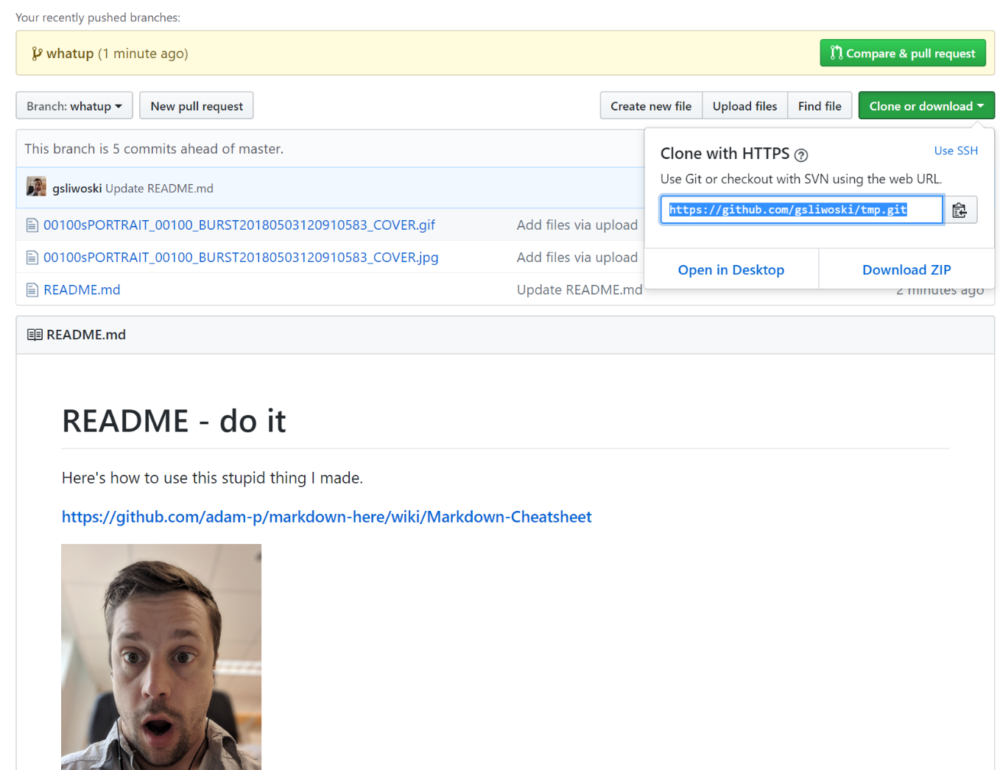 Your recently pushed branches:
whatup (1 minute ago)
Compare & pull request
Branch: whatup
New pull request
Create new file
Upload files
Find file
Clone or download
This branch is 5 commits ahead of master.
Clone with HTTPS
Use SSH
Use Git or checkout with SVN using the web URL.
https://github.com/gsliwoski/tmp.git
Open in Desktop
Download ZIP
gsliwoski Update README.md
00100sPORTRAIT_00100_BURST20180503120910583_COVER.gif
Add files via upload
00100sPORTRAIT_00100_BURST20180503120910583_COVER.jpg
Add files via upload
README.md
Update README.md
2 minutes ago
README.md
README - do it
Here's how to use this stupid thing I made.
https://github.com/adam-p/markdown-here/wiki/Markdown-Cheatsheet